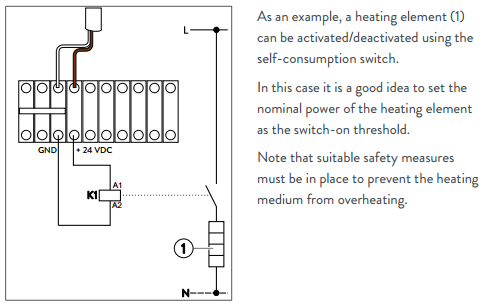 L
GND
+ 24 VDC
A1
K1
A2
1
N
As an example, a heating element (1)
can be activated/deactivated using the
self-consumption switch.
In this case it is a good idea to set the
nominal power of the heating element
as the switch-on threshold.
Note that suitable safety measures
must be in place to prevent the heating
medium from overheating.